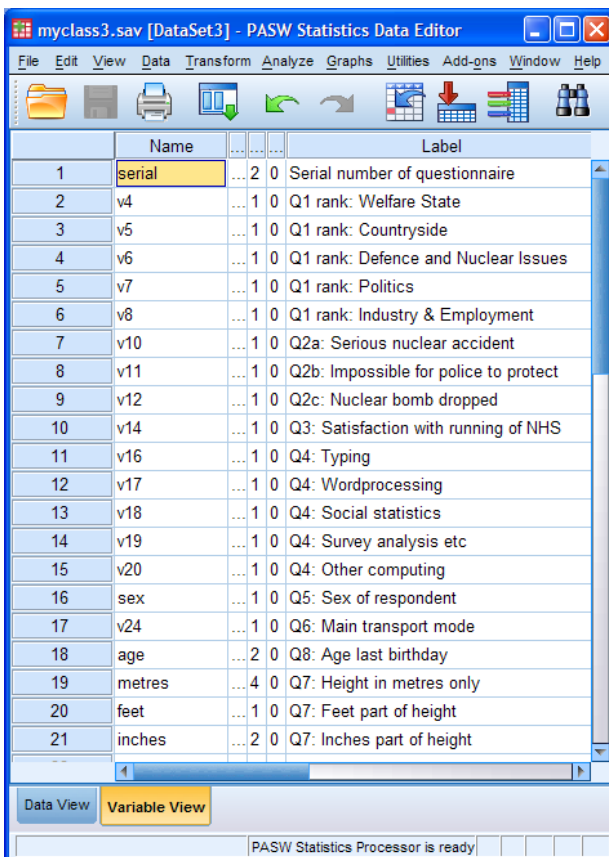 myclass3.sav [DataSet3] - PASW Statistics Data Editor
File Edit View Data Transform Analyze Graphs Utilities Add-ons Window Help
Name ... ... ... Label
1 serial ... 2 0 Serial number of questionnaire
2 v4 ... 1 0 Q1 rank: Welfare State
3 v5 ... 1 0 Q1 rank: Countryside
4 v6 ... 1 0 Q1 rank: Defence and Nuclear Issues
5 v7 ... 1 0 Q1 rank: Politics
6 v8 ... 1 0 Q1 rank: Industry & Employment
7 v10 ... 1 0 Q2a: Serious nuclear accident
8 v11 ... 1 0 Q2b: Impossible for police to protect
9 v12 ... 1 0 Q2c: Nuclear bomb dropped
10 v14 ... 1 0 Q3: Satisfaction with running of NHS
11 v16 ... 1 0 Q4: Typing
12 v17 ... 1 0 Q4: Wordprocessing
13 v18 ... 1 0 Q4: Social statistics
14 v19 ... 1 0 Q4: Survey analysis etc
15 v20 ... 1 0 Q4: Other computing
16 sex ... 1 0 Q5: Sex of respondent
17 v24 ... 1 0 Q6: Main transport mode
18 age ... 2 0 Q8: Age last birthday
19 metres ... 4 0 Q7: Height in metres only
20 feet ... 1 0 Q7: Feet part of height
21 inches ... 2 0 Q7: Inches part of height
Data View Variable View
PASW Statistics Processor is ready